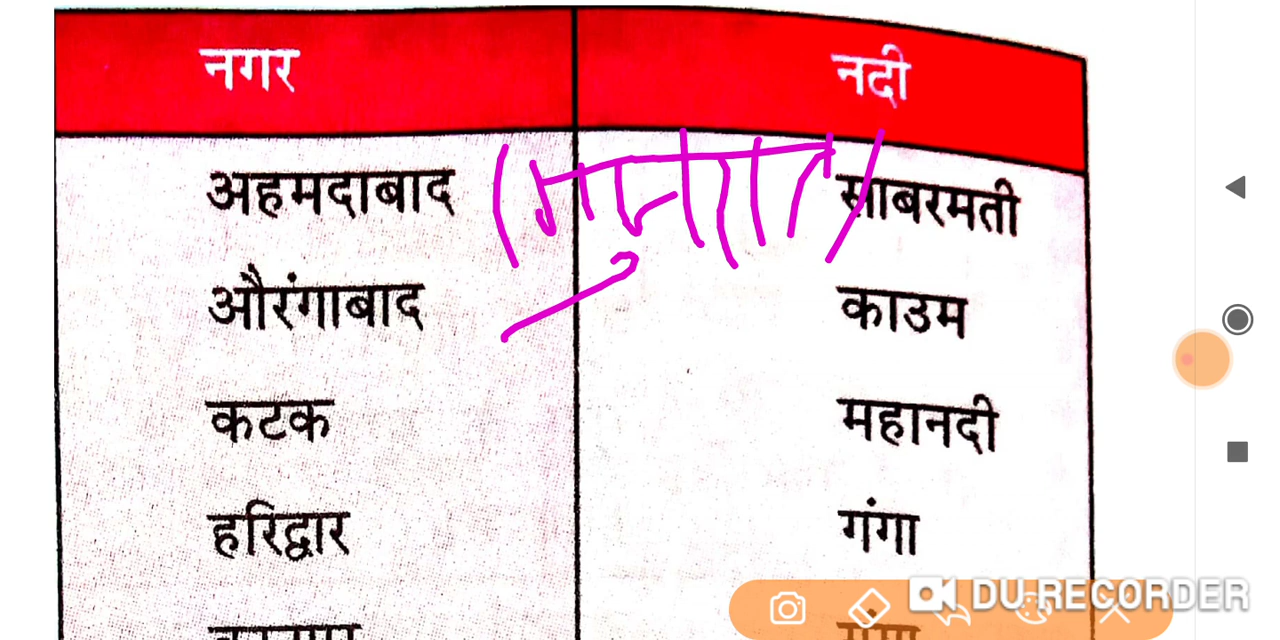 नगर नदी
अहमदाबाद (गुजरात) साबरमती
औरंगाबाद काउम
कटक महानदी
हरिद्वार गंगा
गंगा
DU RECORDER